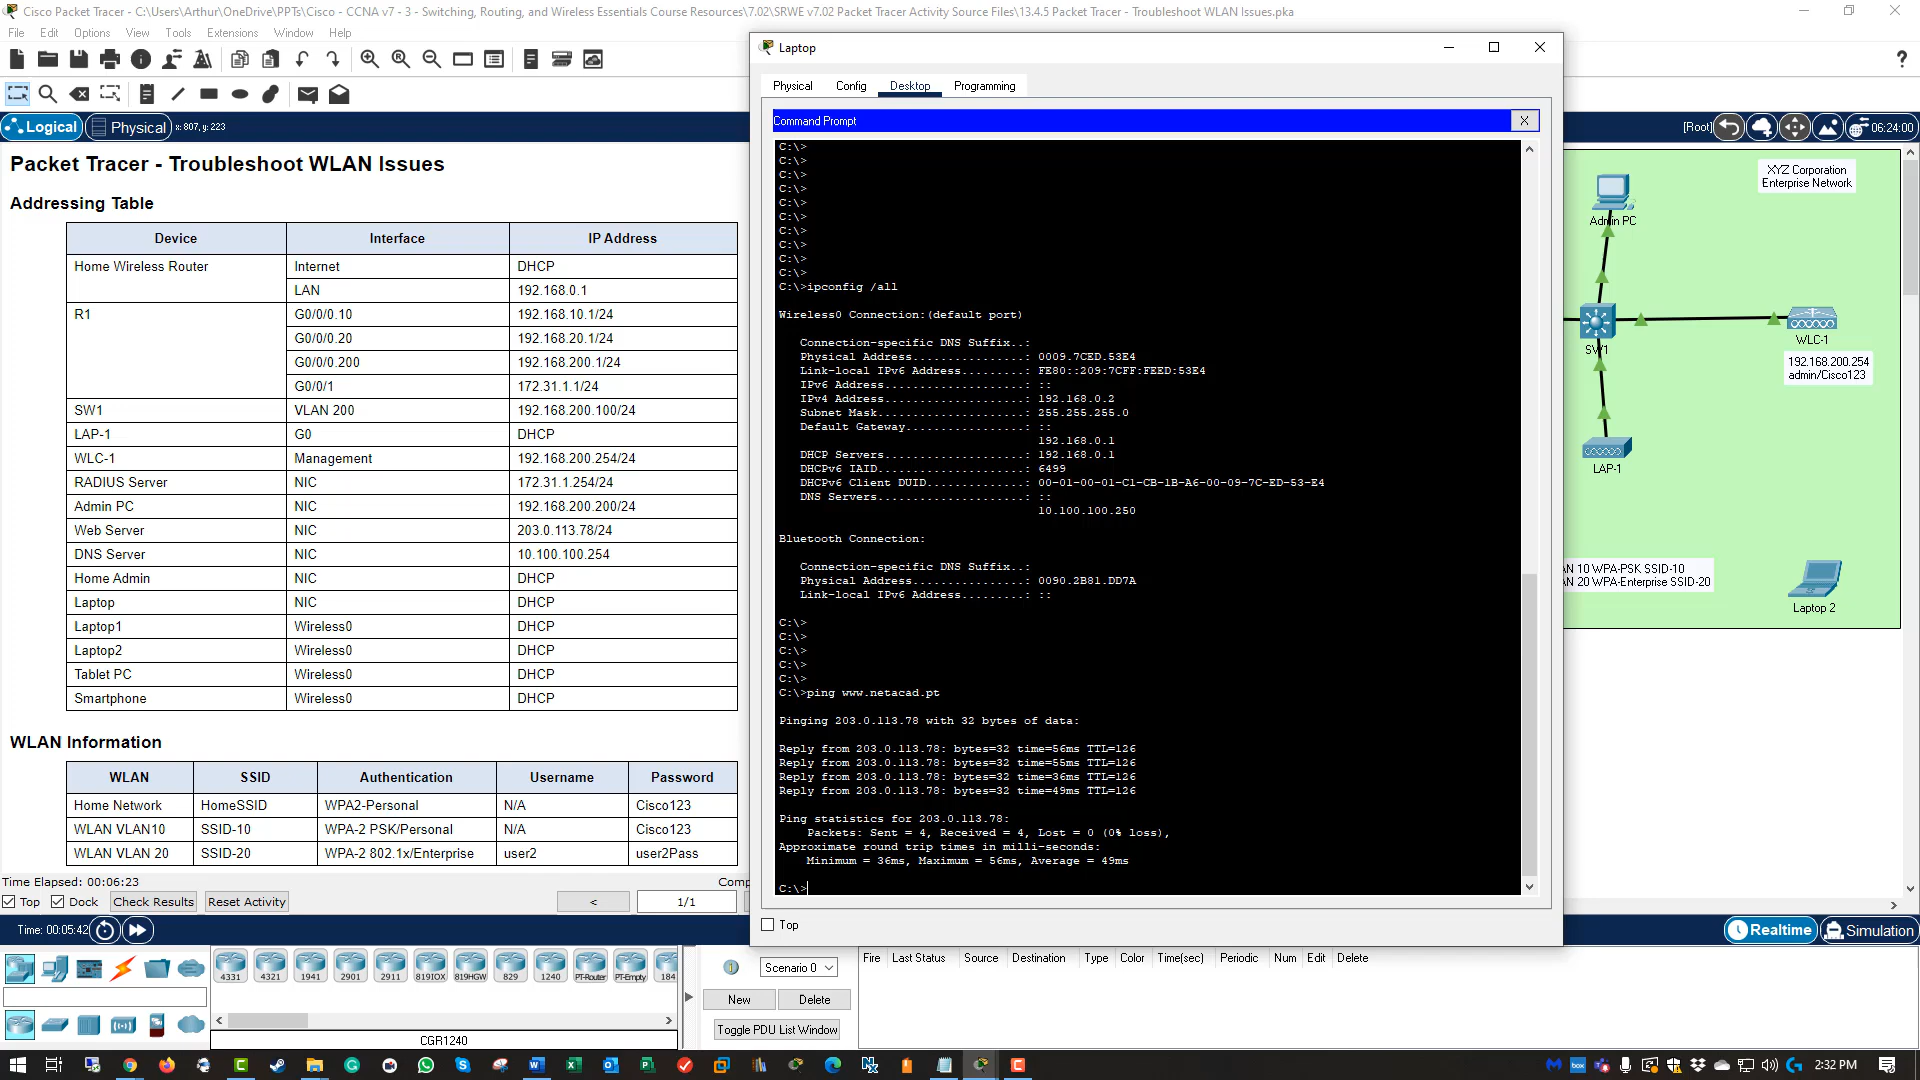 Cisco Packet Tracer - C:\Users\Arthur\OneDrive\PPTs\Cisco - CCNA v7 - 3 - Switching, Routing, and Wireless Essentials Course Resources\7.02\SRWE v7.02 Packet Tracer Activity Source Files\13.4.5 Packet Tracer - Troubleshoot WLAN Issues.pka
File Edit Options View Tools Extensions Window Help
Logical Physical x: 807, y: 223
[Root] 06:24:00
Packet Tracer - Troubleshoot WLAN Issues
Addressing Table
Device Interface IP Address
Home Wireless Router Internet DHCP
LAN 192.168.0.1
R1 G0/0/0.10 192.168.10.1/24
G0/0/0.20 192.168.20.1/24
G0/0/0.200 192.168.200.1/24
G0/0/1 172.31.1.1/24
SW1 VLAN 200 192.168.200.100/24
LAP-1 G0 DHCP
WLC-1 Management 192.168.200.254/24
RADIUS Server NIC 172.31.1.254/24
Admin PC NIC 192.168.200.200/24
Web Server NIC 203.0.113.78/24
DNS Server NIC 10.100.100.254
Home Admin NIC DHCP
Laptop NIC DHCP
Laptop1 Wireless0 DHCP
Laptop2 Wireless0 DHCP
Tablet PC Wireless0 DHCP
Smartphone Wireless0 DHCP
WLAN Information
WLAN SSID Authentication Username Password
Home Network HomeSSID WPA2-Personal N/A Cisco123
WLAN VLAN10 SSID-10 WPA-2 PSK/Personal N/A Cisco123
WLAN VLAN 20 SSID-20 WPA-2 802.1x/Enterprise user2 user2Pass
Time Elapsed: 00:06:23 Comp
Top Dock Check Results Reset Activity < 1/1
Laptop
Physical Config Desktop Programming
Command Prompt X
C:\>
C:\>
C:\>
C:\>
C:\>
C:\>
C:\>
C:\>
C:\>
C:\>
C:\>ipconfig /all
Wireless0 Connection:(default port)
Connection-specific DNS Suffix..:
Physical Address................: 0009.7CED.53E4
Link-local IPv6 Address.........: FE80::209:7CFF:FEED:53E4
IPv6 Address....................: ::
IPv4 Address....................: 192.168.0.2
Subnet Mask.....................: 255.255.255.0
Default Gateway.................: ::
192.168.0.1
DHCP Servers....................: 192.168.0.1
DHCPv6 IAID.....................: 6499
DHCPv6 Client DUID..............: 00-01-00-01-C1-CB-1B-A6-00-09-7C-ED-53-E4
DNS Servers.....................: ::
10.100.100.250
Bluetooth Connection:
Connection-specific DNS Suffix..:
Physical Address................: 0090.2B81.DD7A
Link-local IPv6 Address.........: ::
C:\>
C:\>
C:\>
C:\>
C:\>
C:\>ping www.netacad.pt
Pinging 203.0.113.78 with 32 bytes of data:
Reply from 203.0.113.78: bytes=32 time=56ms TTL=126
Reply from 203.0.113.78: bytes=32 time=55ms TTL=126
Reply from 203.0.113.78: bytes=32 time=36ms TTL=126
Reply from 203.0.113.78: bytes=32 time=49ms TTL=126
Ping statistics for 203.0.113.78:
Packets: Sent = 4, Received = 4, Lost = 0 (0% loss),
Approximate round trip times in milli-seconds:
Minimum = 36ms, Maximum = 56ms, Average = 49ms
C:\>
Top
XYZ Corporation
Enterprise Network
Admin PC
SW1
WLC-1
192.168.200.254
admin/Cisco123
LAP-1
AN 10 WPA-PSK SSID-10
AN 20 WPA-Enterprise SSID-20
Laptop 2
Time: 00:05:42
Realtime Simulation
4331 4321 1941 2901 2911 819IOX 819HGW 829 1240 PT-Router PT-Empty 184
CGR1240
Scenario 0
New Delete
Toggle PDU List Window
Fire Last Status Source Destination Type Color Time(sec) Periodic Num Edit Delete
2:32 PM